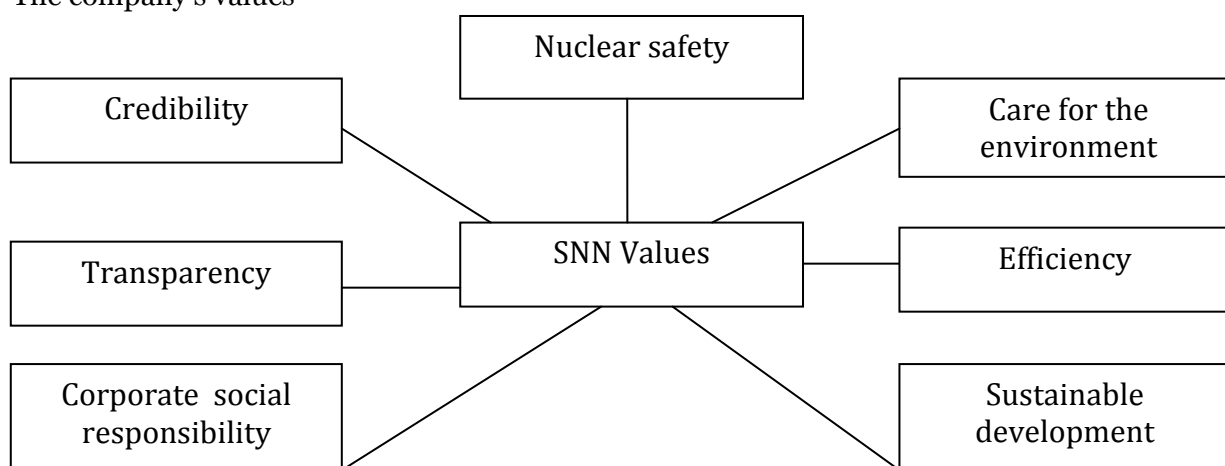 The company's values
Nuclear safety
Credibility
Care for the
environment
SNN Values
Transparency
Efficiency
Corporate social
responsibility
Sustainable
development